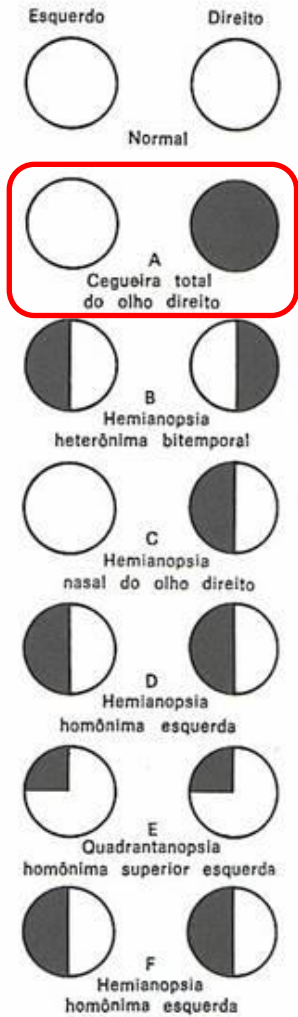 Esquerdo Direito
Normal
A
Cegueira total
do olho direito
B
Hemianopsia
heterônima bitemporal
C
Hemianopsia
nasal do olho direito
D
Hemianopsia
homônima esquerda
E
Quadrantanopsia
homônima superior esquerda
F
Hemianopsia
homônima esquerda